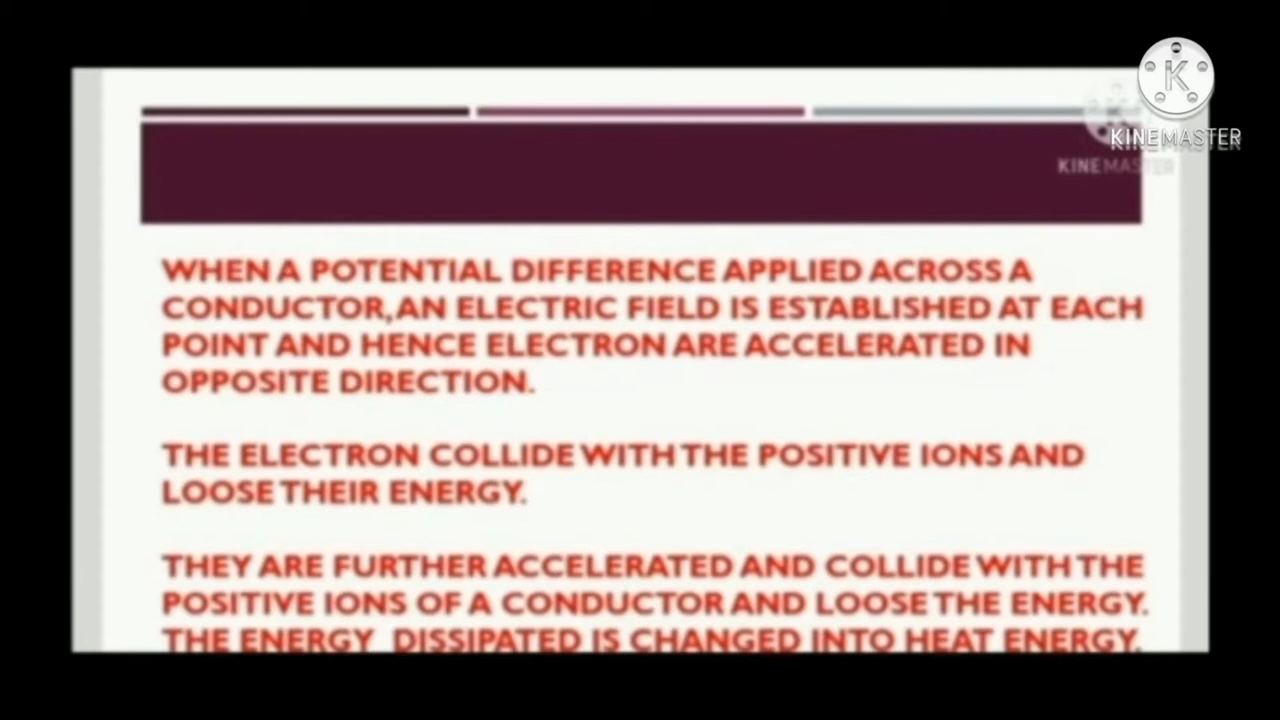 KINEMASTER
KINEMASTER
WHEN A POTENTIAL DIFFERENCE APPLIED ACROSS A
CONDUCTOR,AN ELECTRIC FIELD IS ESTABLISHED AT EACH
POINT AND HENCE ELECTRON ARE ACCELERATED IN
OPPOSITE DIRECTION.
THE ELECTRON COLLIDE WITH THE POSITIVE IONS AND
LOOSE THEIR ENERGY.
THEY ARE FURTHER ACCELERATED AND COLLIDE WITH THE
POSITIVE IONS OF A CONDUCTOR AND LOOSE THE ENERGY.
THE ENERGY DISSIPATED IS CHANGED INTO HEAT ENERGY.